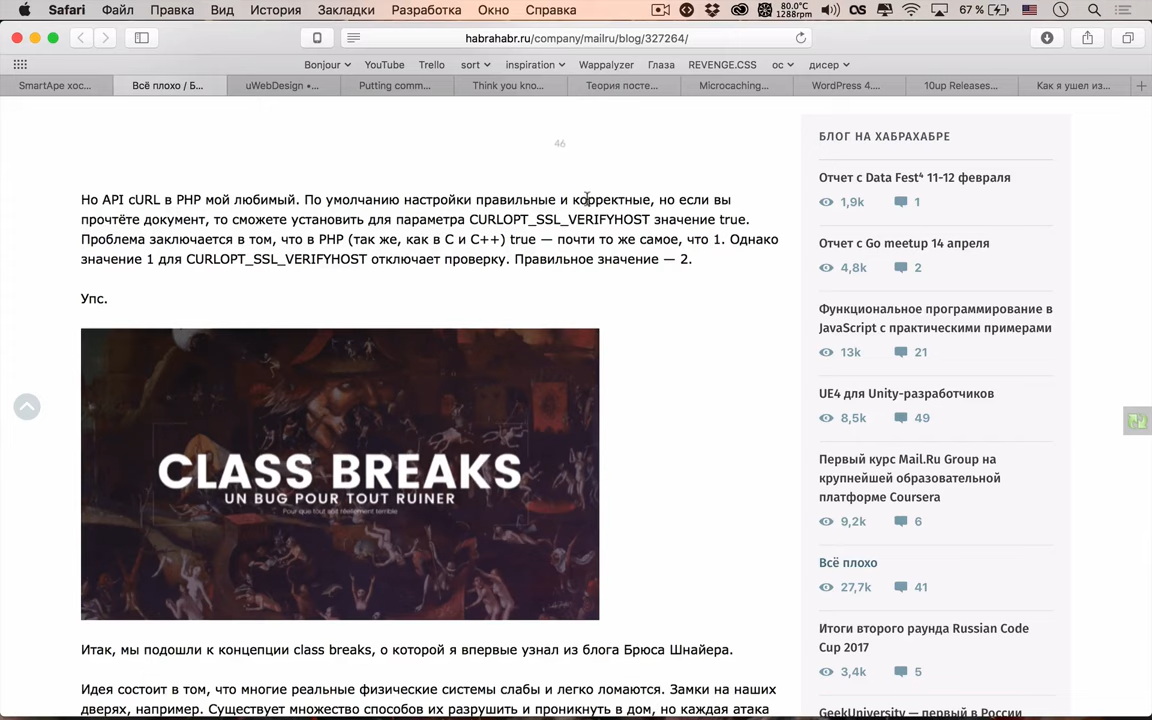 Safari Файл Правка Вид История Закладки Разработка Окно Справка 80.0°C 1288rpm 67 %
habrahabr.ru/company/mailru/blog/327264/
Bonjour YouTube Trello sort inspiration Wappalyzer Глаза REVENGE.CSS ос дисер
SmartApe хос... Всё плохо / Б... uWebDesign •... Putting comm... Think you kno... Теория посте... Microcaching... WordPress 4.... 10up Releases... Как я ушел из...
46
Но API cURL в PHP мой любимый. По умолчанию настройки правильные и корректные, но если вы
прочтёте документ, то сможете установить для параметра CURLOPT_SSL_VERIFYHOST значение true.
Проблема заключается в том, что в PHP (так же, как в C и C++) true — почти то же самое, что 1. Однако
значение 1 для CURLOPT_SSL_VERIFYHOST отключает проверку. Правильное значение — 2.
Упс.
CLASS BREAKS
UN BUG POUR TOUT RUINER
Pour que tout soit réellement terrible
Итак, мы подошли к концепции class breaks, о которой я впервые узнал из блога Брюса Шнайера.
Идея состоит в том, что многие реальные физические системы слабы и легко ломаются. Замки на наших
дверях, например. Существует множество способов их разрушить и проникнуть в дом, но каждая атака
БЛОГ НА ХАБРАХАБРЕ
Отчет с Data Fest⁴ 11-12 февраля
1,9k 1
Отчет с Go meetup 14 апреля
4,8k 2
Функциональное программирование в
JavaScript с практическими примерами
13k 21
UE4 для Unity-разработчиков
8,5k 49
Первый курс Mail.Ru Group на
крупнейшей образовательной
платформе Coursera
9,2k 6
Всё плохо
27,7k 41
Итоги второго раунда Russian Code
Cup 2017
3,4k 5
GeekUniversity — первый в России